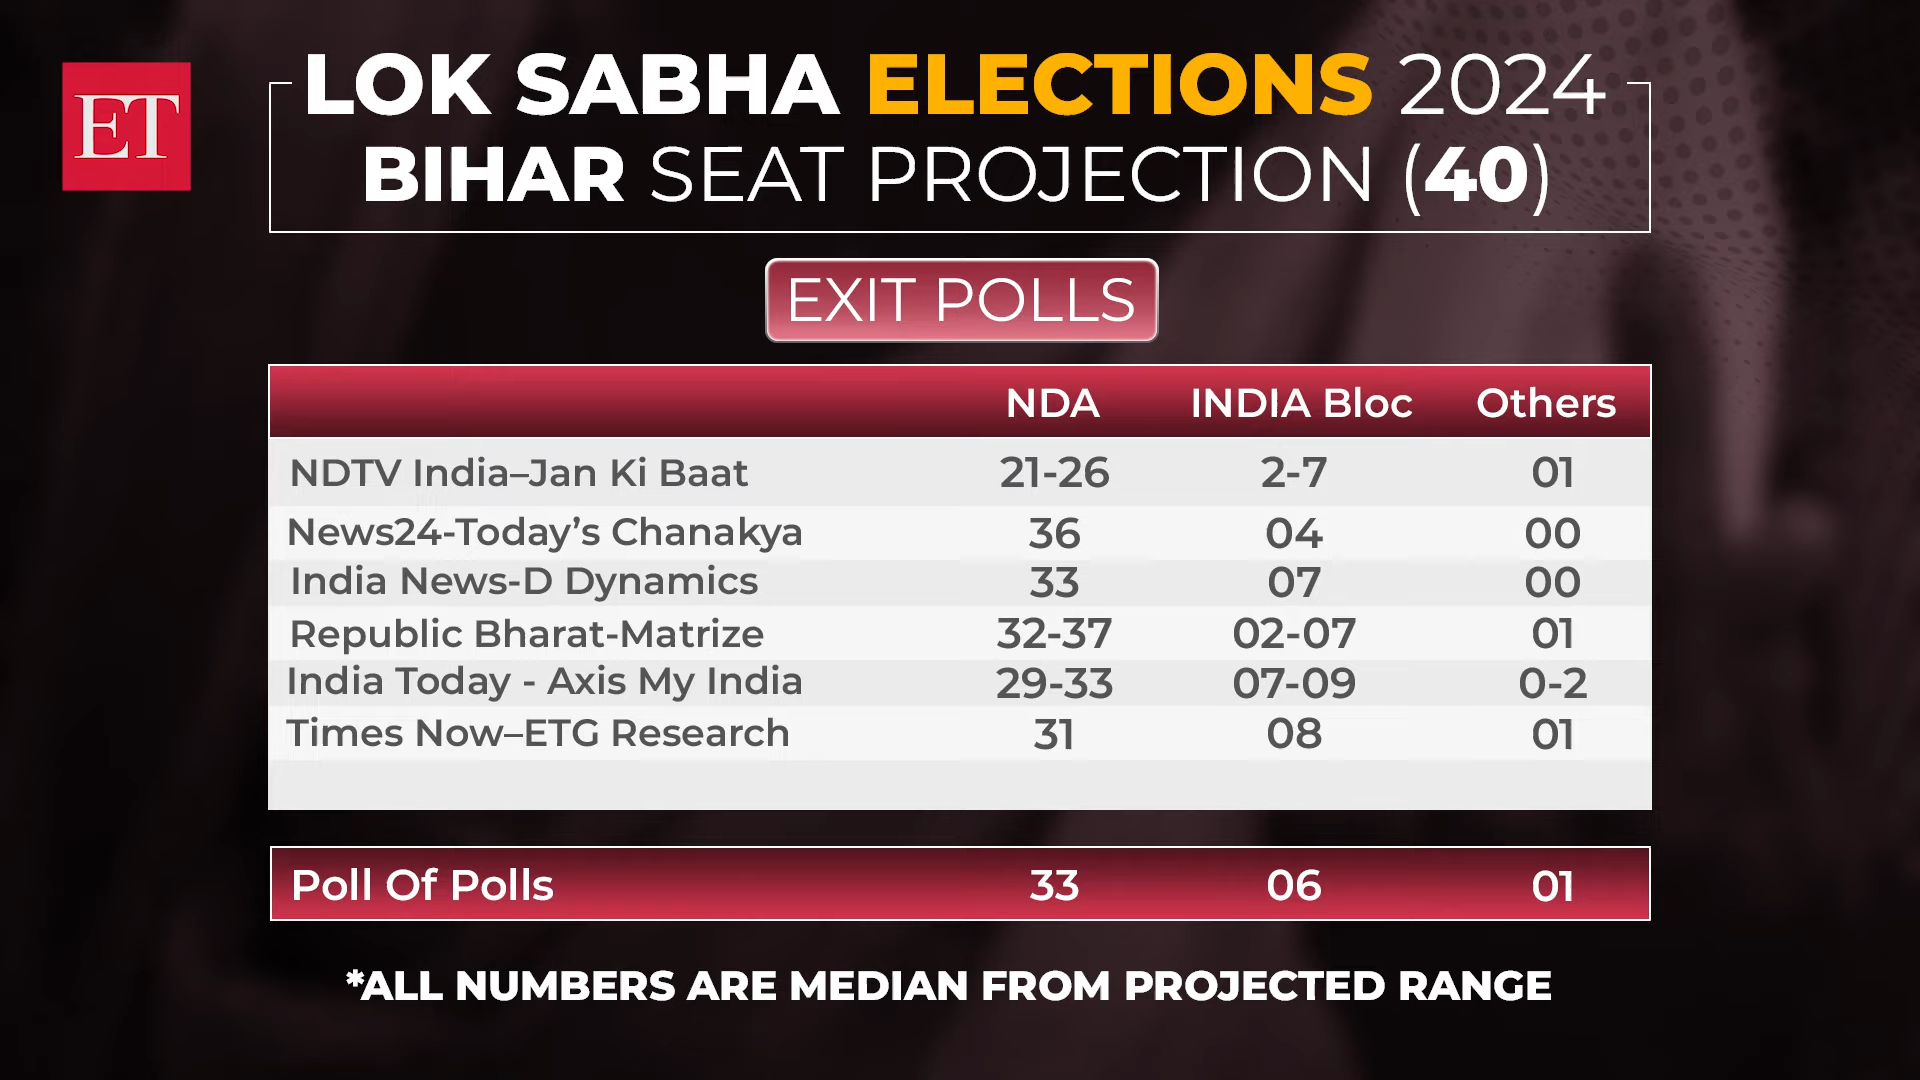 ET
LOK SABHA ELECTIONS 2024
BIHAR SEAT PROJECTION (40)
EXIT POLLS
NDA INDIA Bloc Others
NDTV India–Jan Ki Baat 21-26 2-7 01
News24-Today’s Chanakya 36 04 00
India News-D Dynamics 33 07 00
Republic Bharat-Matrize 32-37 02-07 01
India Today - Axis My India 29-33 07-09 0-2
Times Now–ETG Research 31 08 01
Poll Of Polls 33 06 01
*ALL NUMBERS ARE MEDIAN FROM PROJECTED RANGE